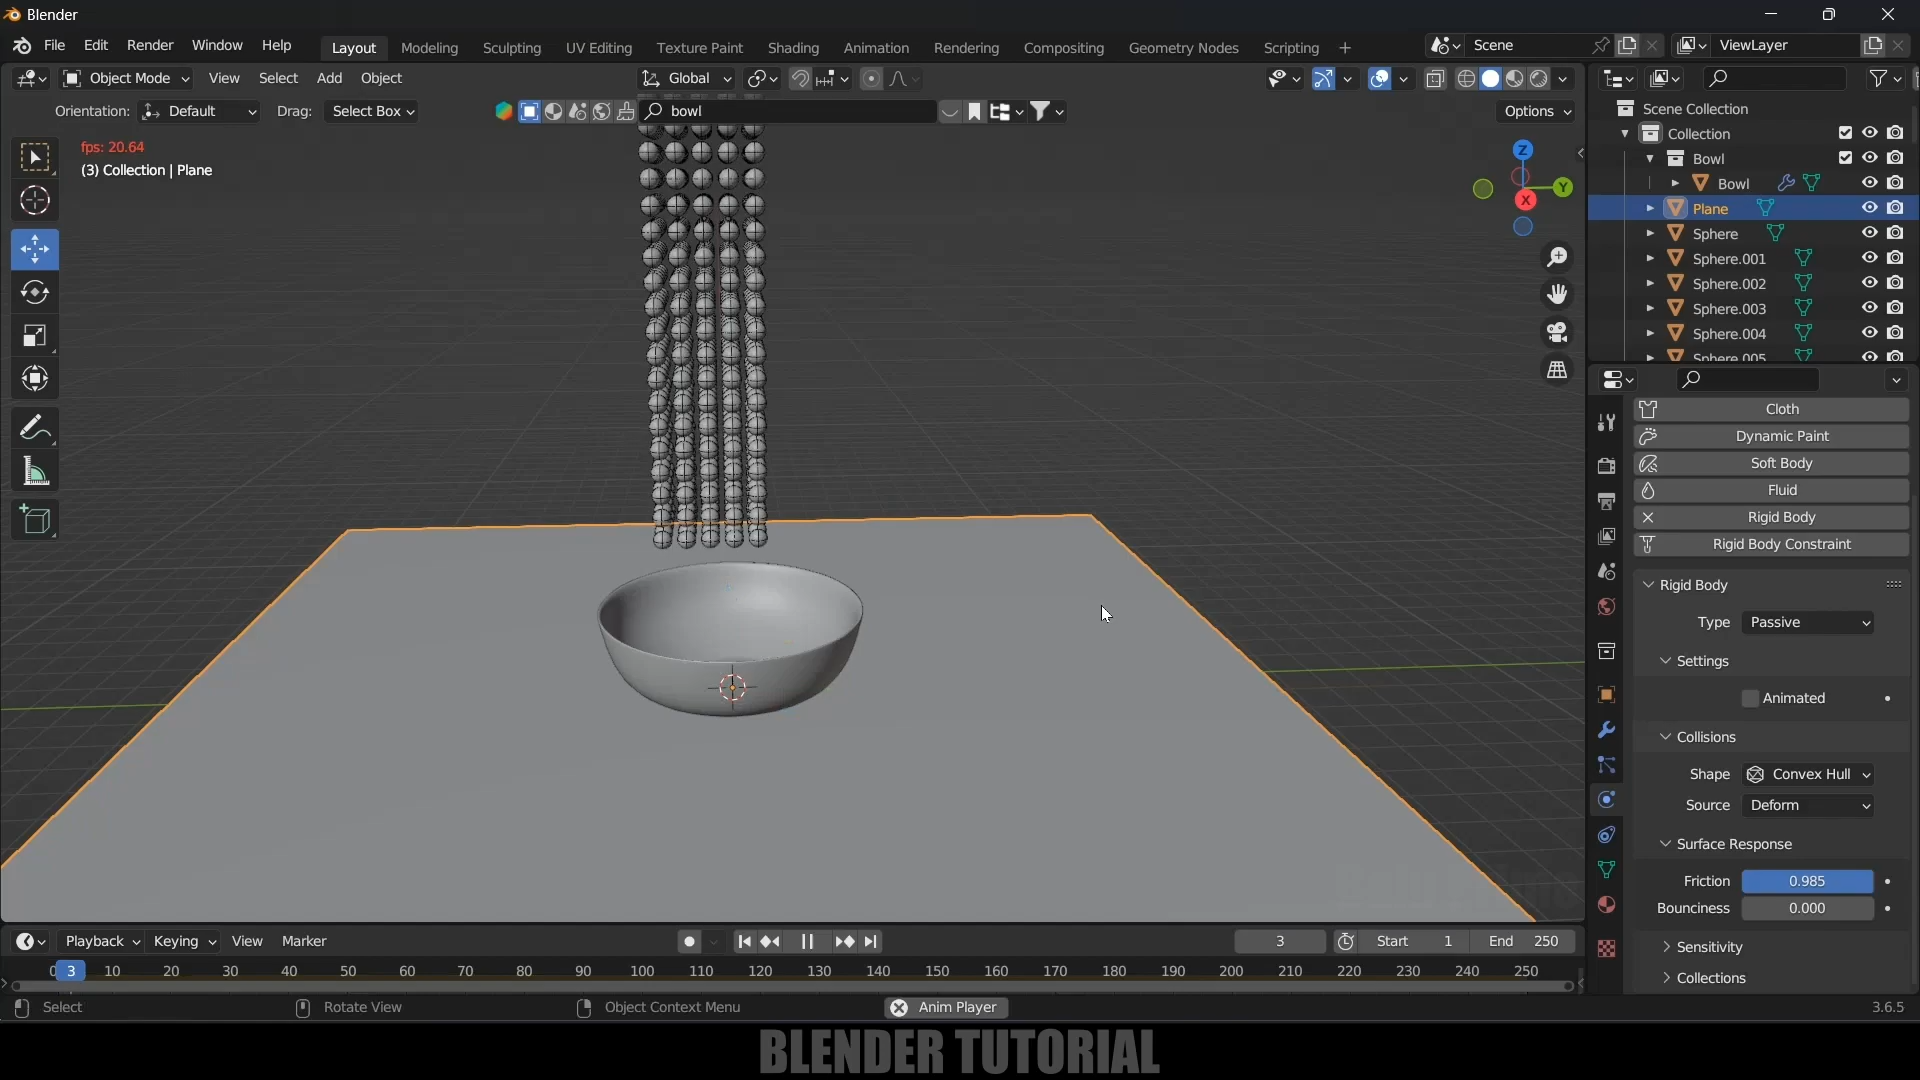 Blender
File Edit Render Window Help Layout Modeling Sculpting UV Editing Texture Paint Shading Animation Rendering Compositing Geometry Nodes Scripting + Scene ViewLayer
Object Mode View Select Add Object Global
Orientation: Default Drag: Select Box bowl Options
fps: 20.64
(3) Collection | Plane
Z
Y
X
Scene Collection
Collection
Bowl
Bowl
Plane
Sphere
Sphere.001
Sphere.002
Sphere.003
Sphere.004
Sphere.005
Cloth
Dynamic Paint
Soft Body
Fluid
Rigid Body
Rigid Body Constraint
Rigid Body
Type Passive
Settings
Animated
Collisions
Shape Convex Hull
Source Deform
Surface Response
Friction 0.985
Bounciness 0.000
Sensitivity
Collections
Playback Keying View Marker 3 Start 1 End 250
0 3 10 20 30 40 50 60 70 80 90 100 110 120 130 140 150 160 170 180 190 200 210 220 230 240 250
Select Rotate View Object Context Menu Anim Player 3.6.5
BLENDER TUTORIAL